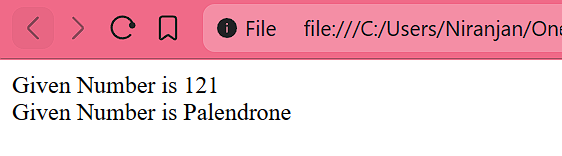 File file:///C:/Users/Niranjan/One
Given Number is 121
Given Number is Palendrone